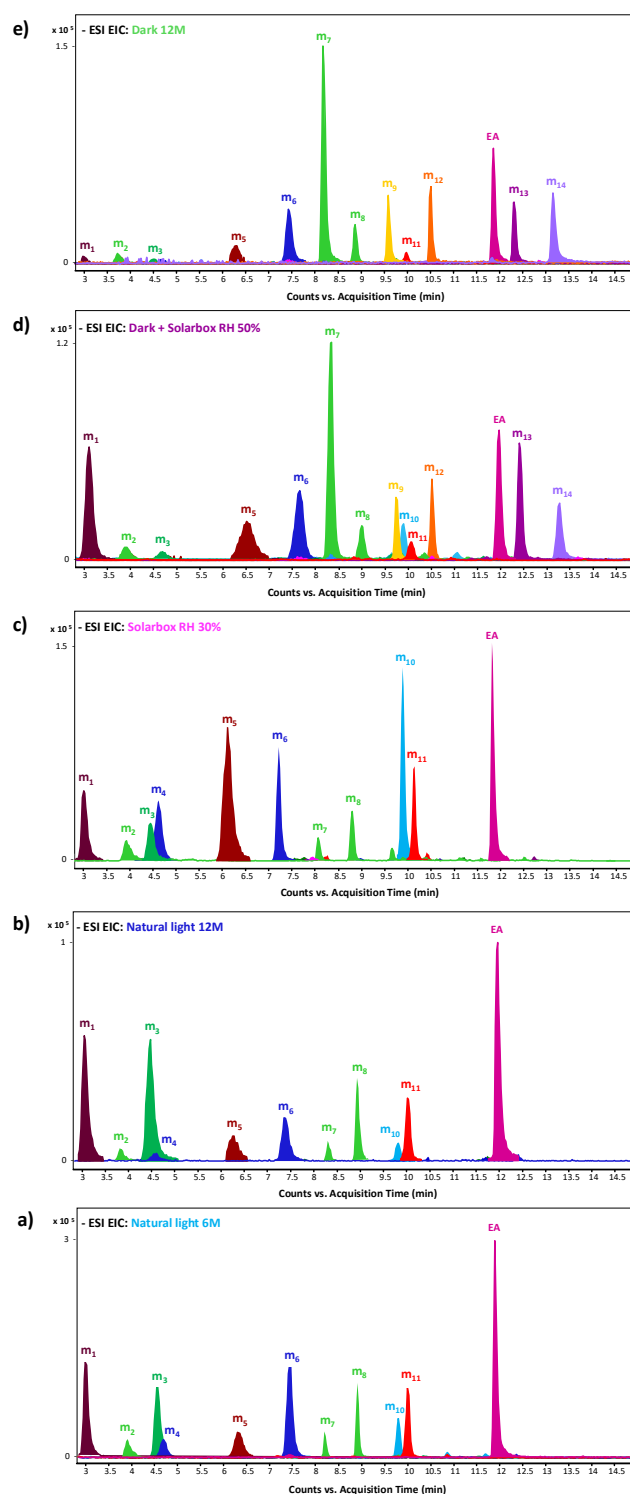 e)
- ESI EIC: Dark 12M
x 10⁵
1.5
0
m₁
m₂
m₃
m₅
m₆
m₇
m₈
m₉
m₁₁
m₁₂
EA
m₁₃
m₁₄
3 3.5 4 4.5 5 5.5 6 6.5 7 7.5 8 8.5 9 9.5 10 10.5 11 11.5 12 12.5 13 13.5 14 14.5
Counts vs. Acquisition Time (min)
d)
- ESI EIC: Dark + Solarbox RH 50%
x 10⁵
1.2
0
m₁
m₂
m₃
m₅
m₆
m₇
m₈
m₉
m₁₀
m₁₁
m₁₂
EA
m₁₃
m₁₄
3 3.5 4 4.5 5 5.5 6 6.5 7 7.5 8 8.5 9 9.5 10 10.5 11 11.5 12 12.5 13 13.5 14 14.5
Counts vs. Acquisition Time (min)
c)
- ESI EIC: Solarbox RH 30%
x 10⁵
1.5
0
m₁
m₂
m₃
m₄
m₅
m₆
m₇
m₈
m₁₀
m₁₁
EA
3 3.5 4 4.5 5 5.5 6 6.5 7 7.5 8 8.5 9 9.5 10 10.5 11 11.5 12 12.5 13 13.5 14 14.5
Counts vs. Acquisition Time (min)
b)
- ESI EIC: Natural light 12M
x 10⁵
1
0
m₁
m₂
m₃
m₄
m₅
m₆
m₇
m₈
m₁₀
m₁₁
EA
3 3.5 4 4.5 5 5.5 6 6.5 7 7.5 8 8.5 9 9.5 10 10.5 11 11.5 12 12.5 13 13.5 14 14.5
Counts vs. Acquisition Time (min)
a)
- ESI EIC: Natural light 6M
x 10⁵
3
0
m₁
m₂
m₃
m₄
m₅
m₆
m₇
m₈
m₁₀
m₁₁
EA
3 3.5 4 4.5 5 5.5 6 6.5 7 7.5 8 8.5 9 9.5 10 10.5 11 11.5 12 12.5 13 13.5 14 14.5
Counts vs. Acquisition Time (min)